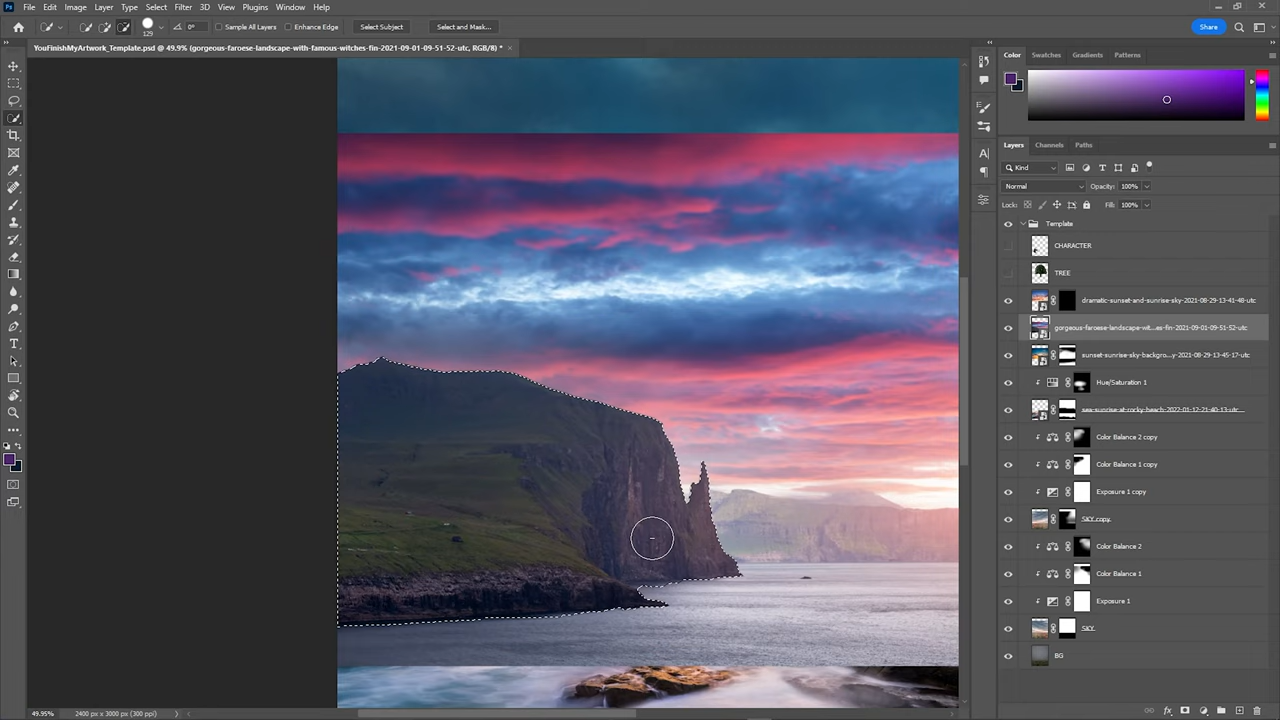 Ps File Edit Image Layer Type Select Filter 3D View Plugins Window Help
129 0° Sample All Layers Enhance Edge Select Subject Select and Mask... Share
YouFinishMyArtwork_Template.psd @ 49.9% (gorgeous-faroese-landscape-with-famous-witches-fin-2021-09-01-09-51-52-utc, RGB/8) *
Color Swatches Gradients Patterns
Layers Channels Paths
Kind
Normal Opacity: 100%
Lock: Fill: 100%
Template
CHARACTER
TREE
dramatic-sunset-and-sunrise-sky-2021-08-29-13-41-48-utc
gorgeous-faroese-landscape-wit...es-fin-2021-09-01-09-51-52-utc
sunset-sunrise-sky-backgro...y-2021-08-29-13-45-17-utc
Hue/Saturation 1
sea-sunrise-at-rocky-beach-2022-01-12-21-40-13-utc
Color Balance 2 copy
Color Balance 1 copy
Exposure 1 copy
SKY copy
Color Balance 2
Color Balance 1
Exposure 1
SKY
BG
49.95% 2400 px x 3000 px (300 ppi)